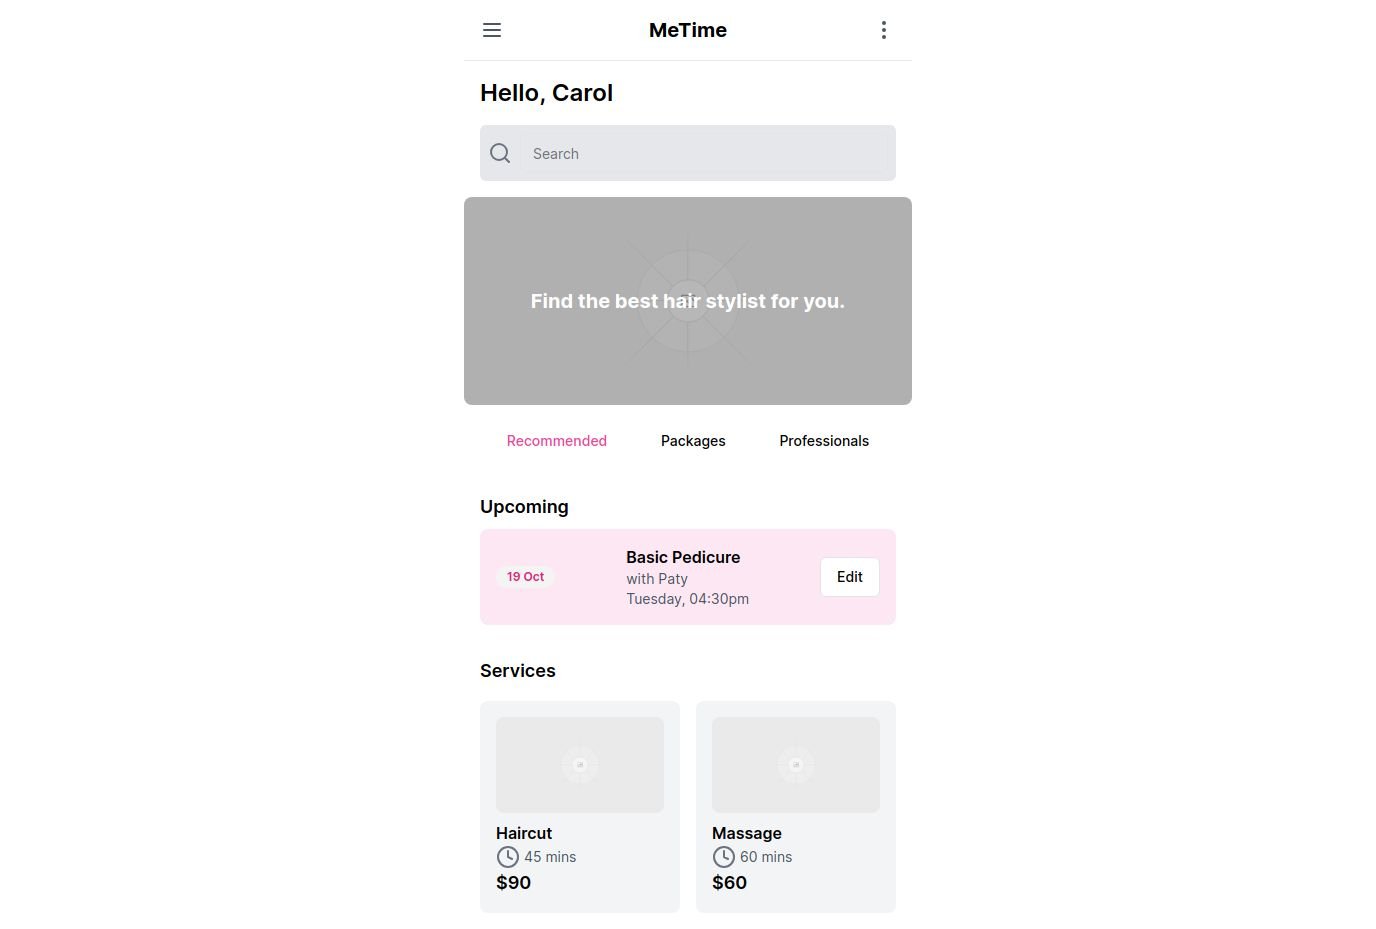 MeTime
Hello, Carol
Search
Find the best hair stylist for you.
Recommended
Packages
Professionals
Upcoming
19 Oct
Basic Pedicure
with Paty
Tuesday, 04:30pm
Edit
Services
Haircut
45 mins
$90
Massage
60 mins
$60